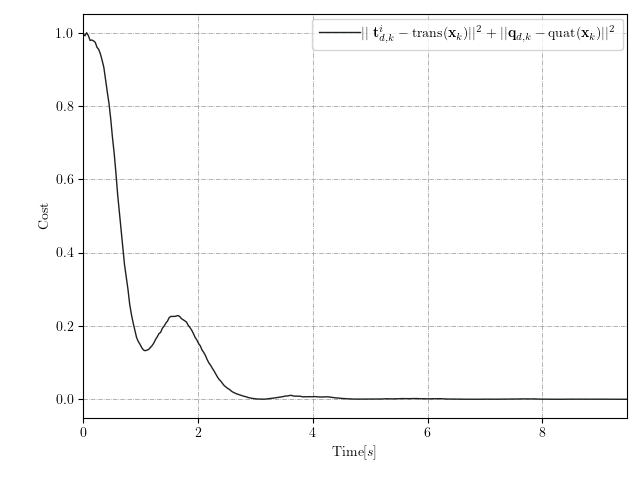 || t^i_{d,k} − trans(x_k)||^2 + ||q_{d,k} − quat(x_k)||^2
1.0
0.8
0.6
0.4
0.2
0.0
Cost
0 2 4 6 8
Time[s]